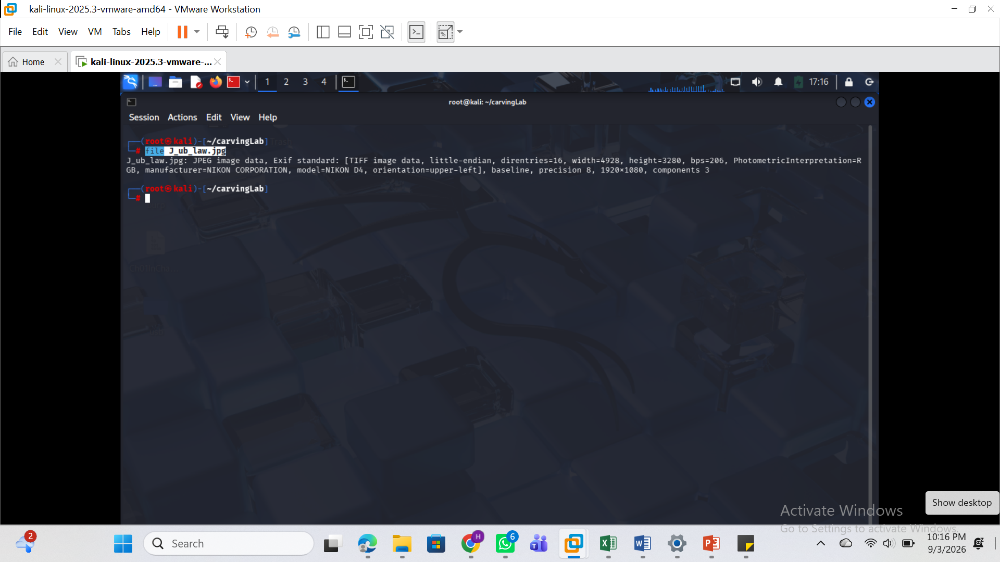 kali-linux-2025.3-vmware-amd64 - VMware Workstation
File Edit View VM Tabs Help
Home kali-linux-2025.3-vmware-...
1 2 3 4 17:16
root@kali: ~/carvingLab
Session Actions Edit View Help
Trash
┌──(root㉿kali)-[~/carvingLab]
└─# file J_ub_law.jpg
J_ub_law.jpg: JPEG image data, Exif standard: [TIFF image data, little-endian, direntries=16, width=4928, height=3280, bps=206, PhotometricInterpretation=R
GB, manufacturer=NIKON CORPORATION, model=NIKON D4, orientation=upper-left], baseline, precision 8, 1920×1080, components 3
┌──(root㉿kali)-[~/carvingLab]
└─#
Show desktop
Activate Windows
Go to Settings to activate Windows.
2
Search
H
6
10:16 PM
9/3/2026